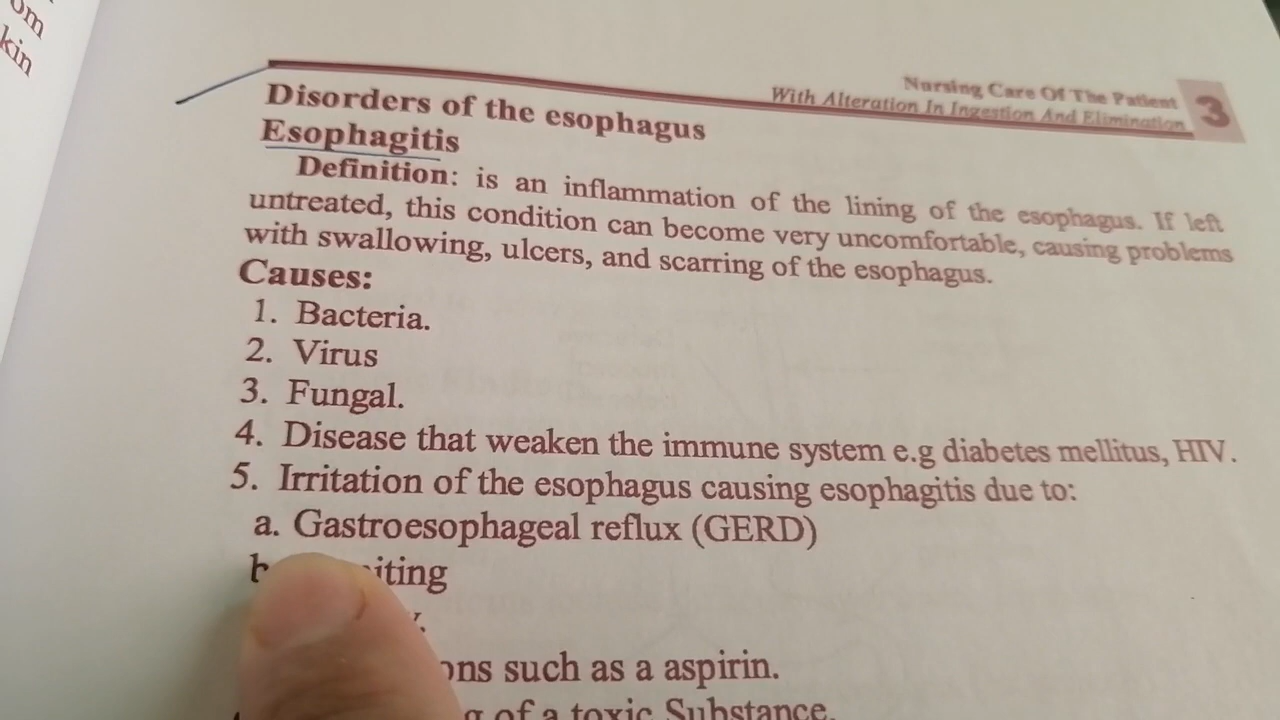 om
kin
Nursing Care Of The Patient
With Alteration In Ingestion And Elimination
3
Disorders of the esophagus
Esophagitis
Definition: is an inflammation of the lining of the esophagus. If left
untreated, this condition can become very uncomfortable, causing problems
with swallowing, ulcers, and scarring of the esophagus.
Causes:
1. Bacteria.
2. Virus
3. Fungal.
4. Disease that weaken the immune system e.g diabetes mellitus, HIV.
5. Irritation of the esophagus causing esophagitis due to:
a. Gastroesophageal reflux (GERD)
iting
ons such as a aspirin.
of a toxic Substance.